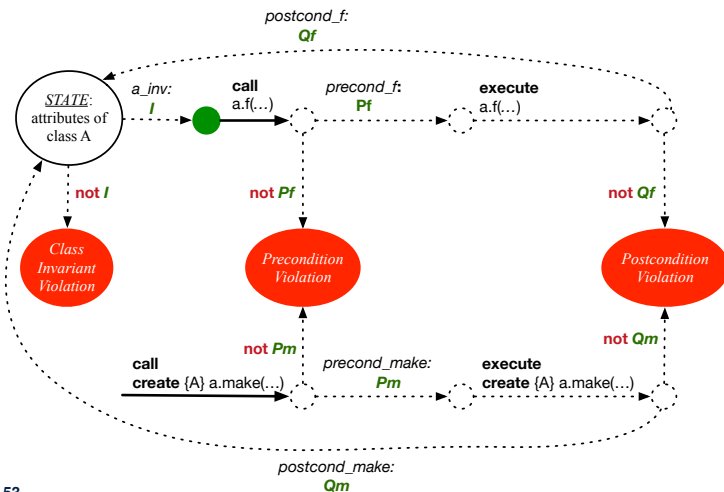 postcond_f:
Qf
STATE:
attributes of
class A
a_inv:
I
call
a.f(…)
precond_f:
Pf
execute
a.f(…)
not I
not Pf
not Qf
Class
Invariant
Violation
Precondition
Violation
Postcondition
Violation
not Pm
not Qm
call
create {A} a.make(…)
precond_make:
Pm
execute
create {A} a.make(…)
postcond_make:
Qm